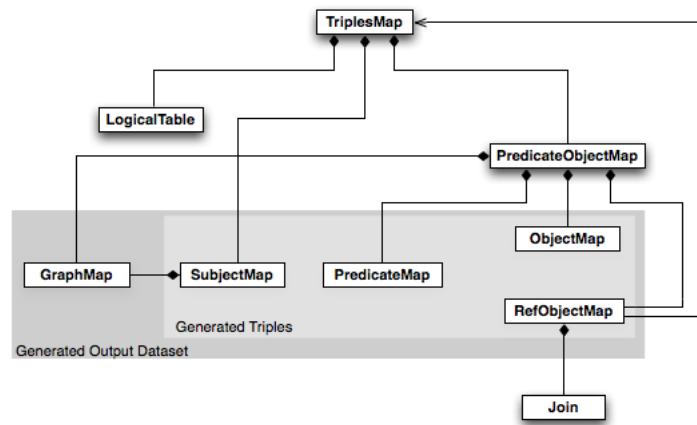 TriplesMap
LogicalTable
PredicateObjectMap
ObjectMap
GraphMap
SubjectMap
PredicateMap
RefObjectMap
Generated Triples
Generated Output Dataset
Join